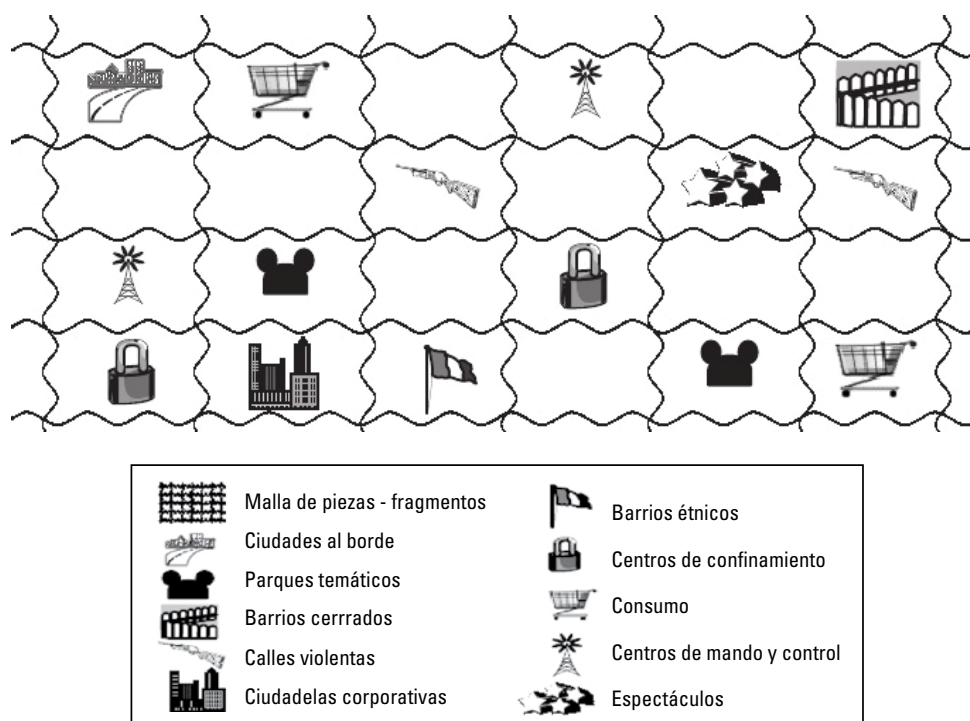 Malla de piezas - fragmentos
Ciudades al borde
Parques temáticos
Barrios cerrrados
Calles violentas
Ciudadelas corporativas
Barrios étnicos
Centros de confinamiento
Consumo
Centros de mando y control
Espectáculos